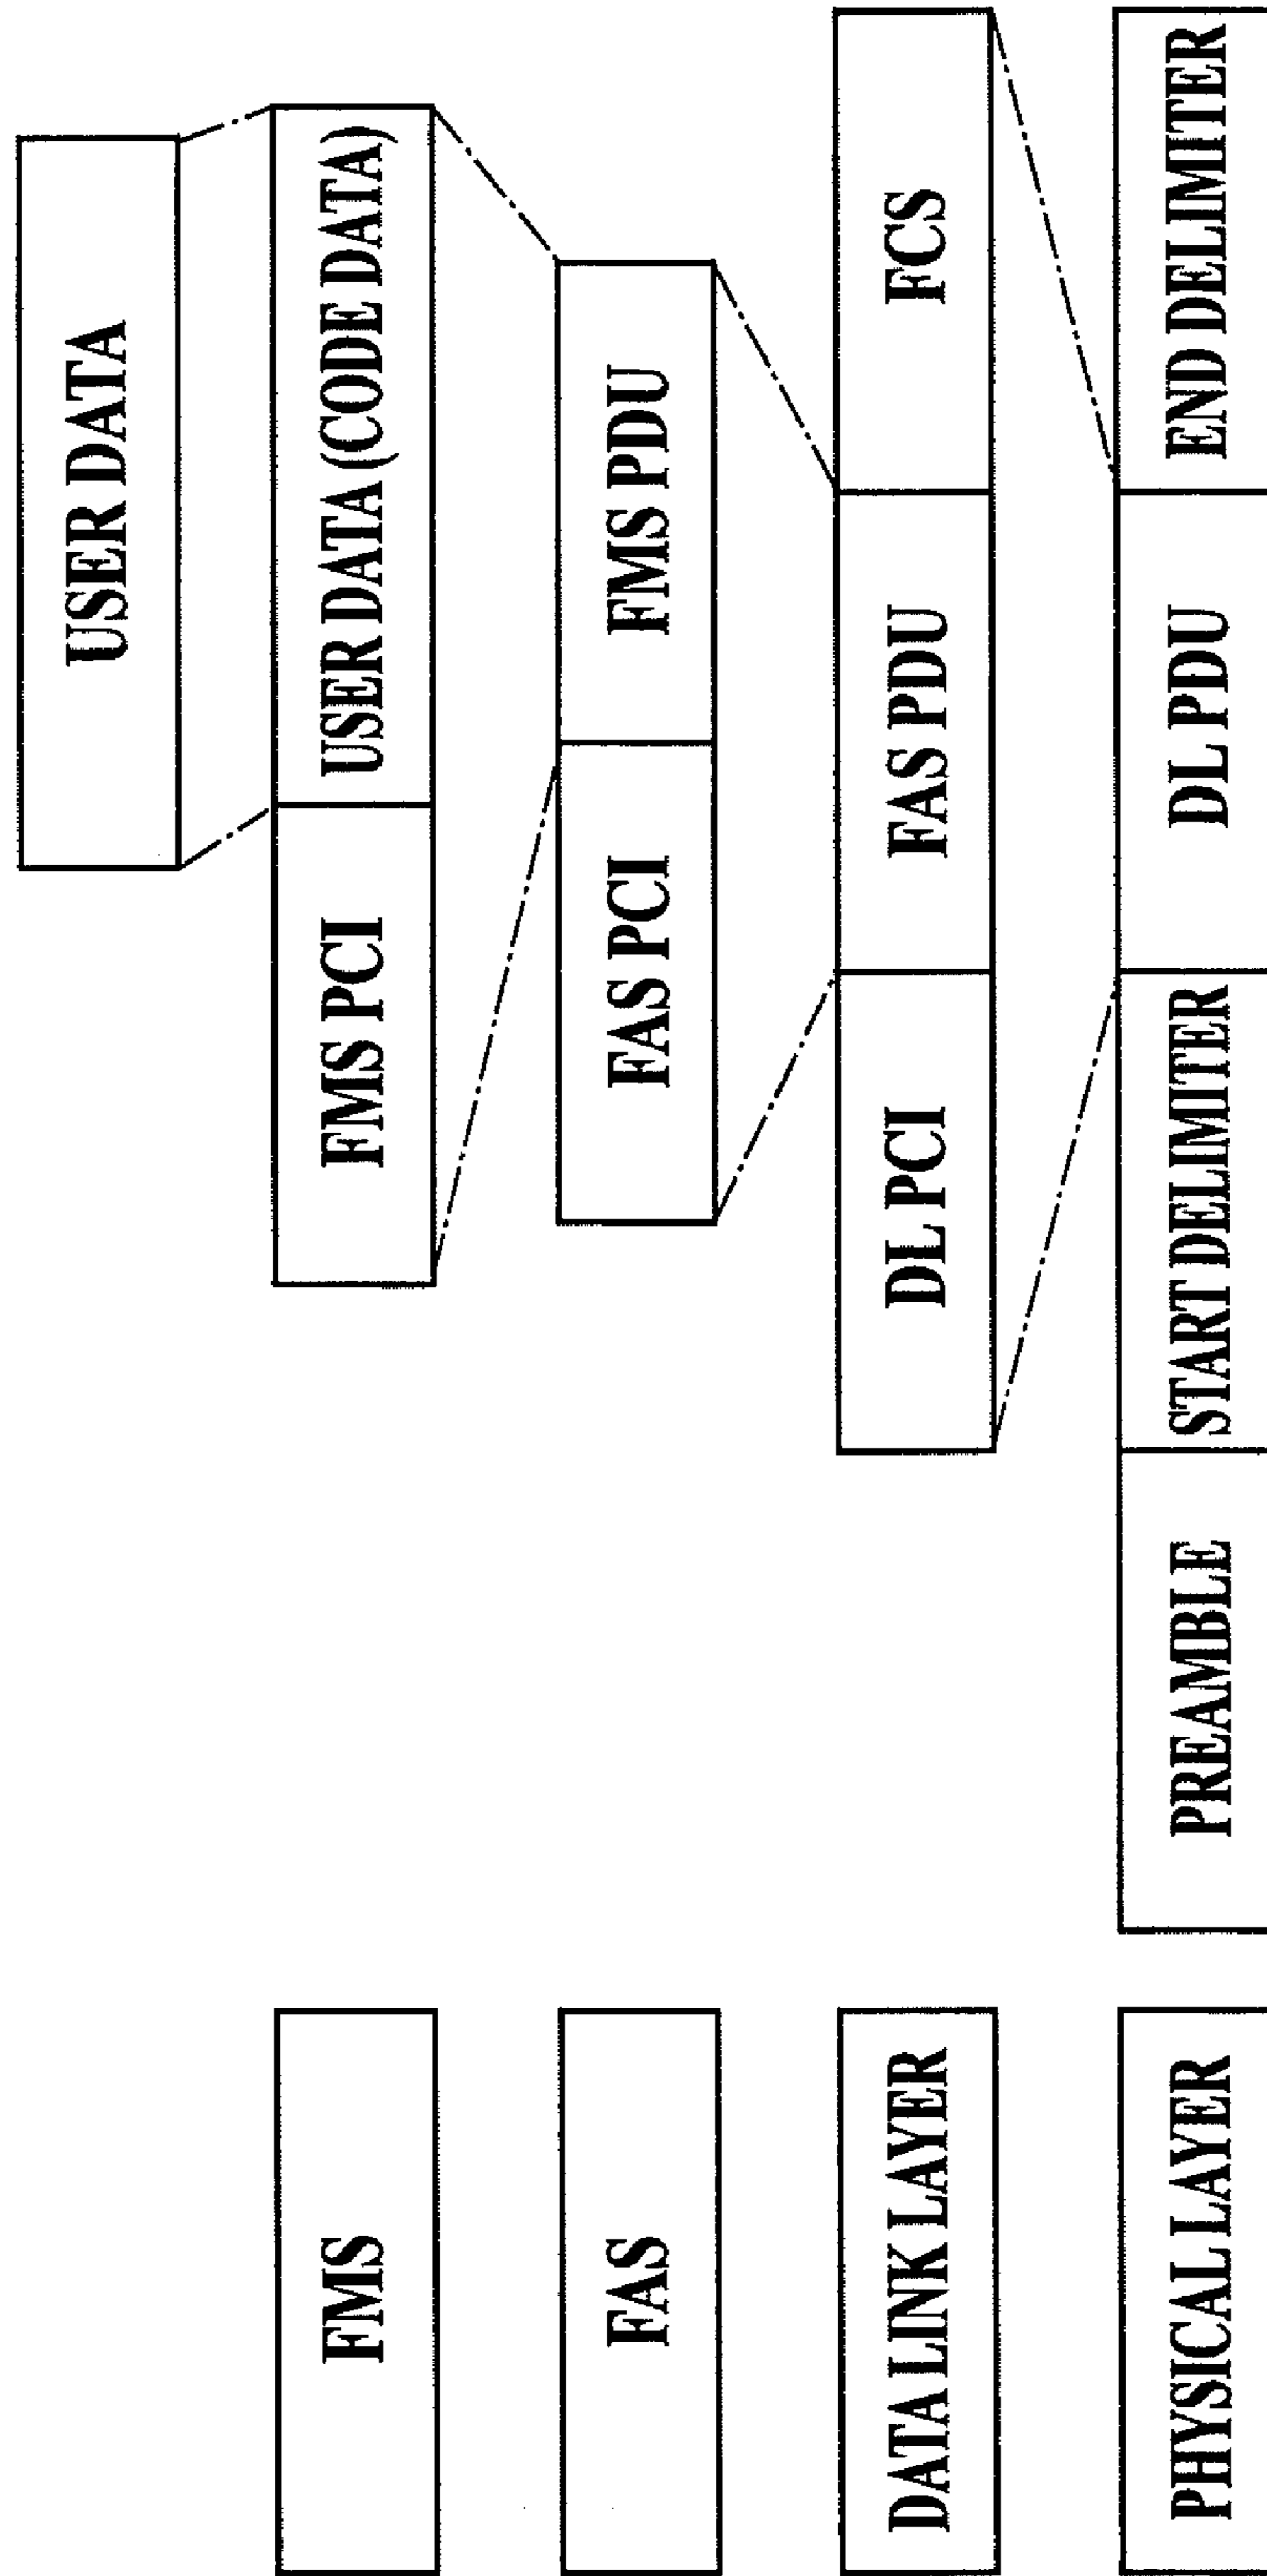 USER DATA
FMS
FMS PCI
USER DATA (CODE DATA)
FAS
FAS PCI
FMS PDU
DATA LINK LAYER
DL PCI
FAS PDU
FCS
PHYSICAL LAYER
PREAMBLE
START DELIMITER
DL PDU
END DELIMITER